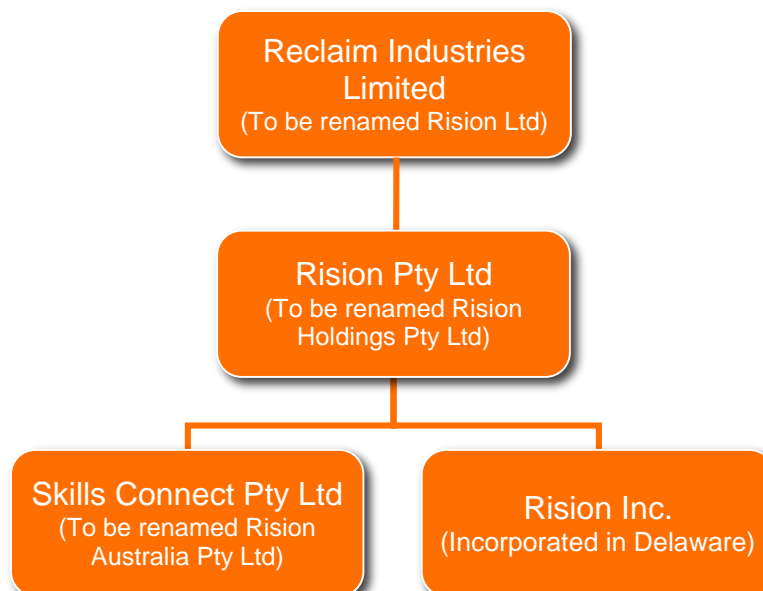 Reclaim Industries
Limited
(To be renamed Rision Ltd)
Rision Pty Ltd
(To be renamed Rision
Holdings Pty Ltd)
Skills Connect Pty Ltd
(To be renamed Rision
Australia Pty Ltd)
Rision Inc.
(Incorporated in Delaware)